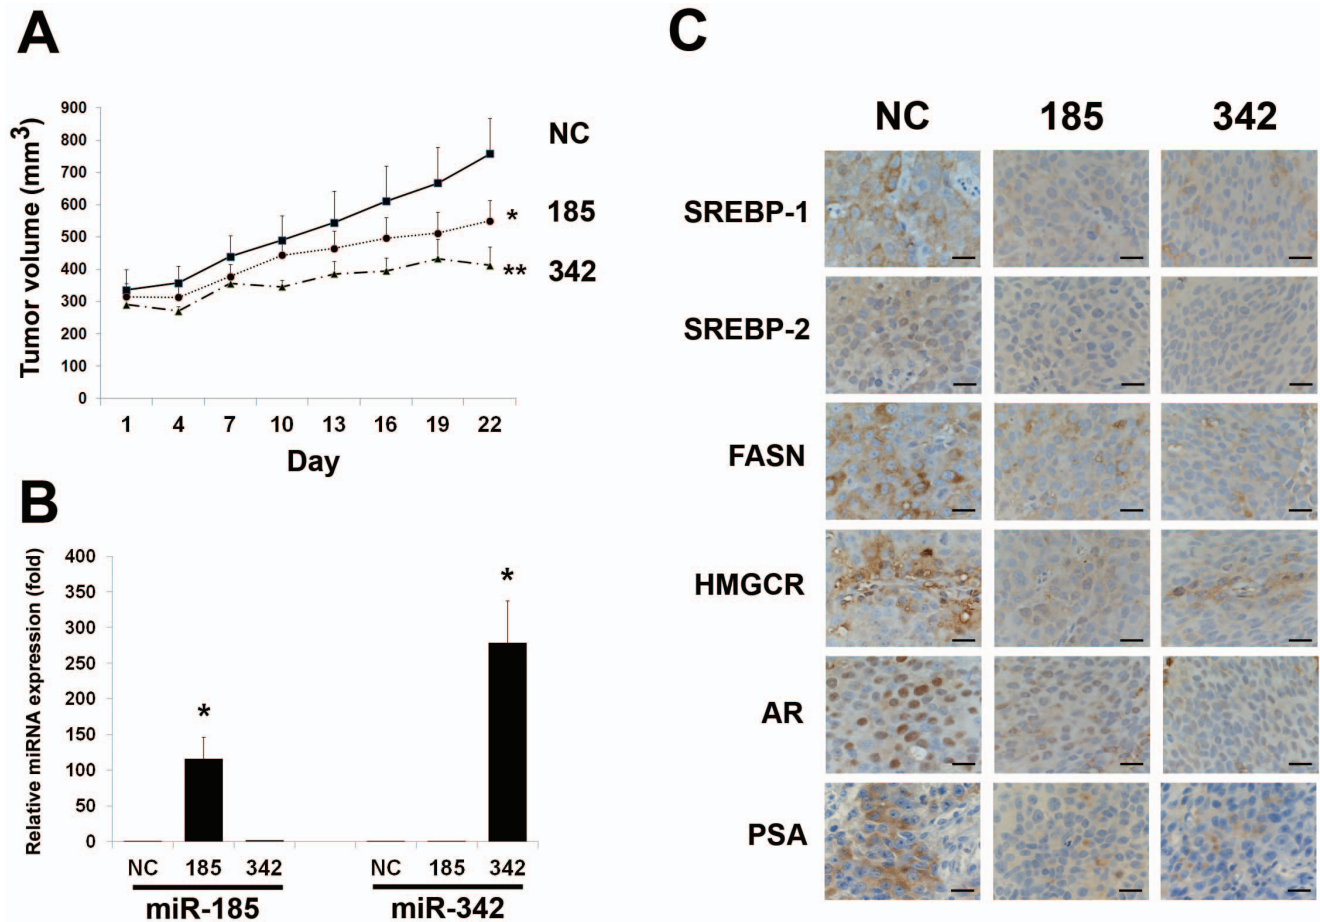 A
900
800
700
600
500
400
300
200
100
0
Tumor volume (mm3)
1 4 7 10 13 16 19 22
Day
NC
185
*
342
**
B
400
350
300
250
200
150
100
50
0
Relative miRNA expression (fold)
*
*
NC 185 342 NC 185 342
miR-185 miR-342
C
NC 185 342
SREBP-1
SREBP-2
FASN
HMGCR
AR
PSA